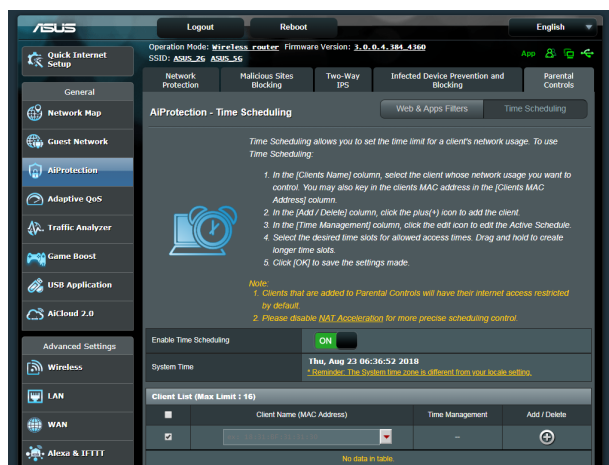 ASUS
Logout
Reboot
English
Quick Internet
Setup
Operation Mode: Wireless router Firmware Version: 3.0.0.4.384_4360
SSID: ASUS_2G ASUS_5G
App
General
Network
Protection
Malicious Sites
Blocking
Two-Way
IPS
Infected Device Prevention and
Blocking
Parental
Controls
Network Map
Guest Network
AiProtection
Adaptive QoS
Traffic Analyzer
Game Boost
USB Application
AiCloud 2.0
Advanced Settings
Wireless
LAN
WAN
Alexa & IFTTT
AiProtection - Time Scheduling
Web & Apps Filters
Time Scheduling
Time Scheduling allows you to set the time limit for a client's network usage. To use
Time Scheduling:
1. In the [Clients Name] column, select the client whose network usage you want to
control. You may also key in the clients MAC address in the [Clients MAC
Address] column.
2. In the [Add / Delete] column, click the plus(+) icon to add the client.
3. In the [Time Management] column, click the edit icon to edit the Active Schedule.
4. Select the desired time slots for allowed access times. Drag and hold to create
longer time slots.
5. Click [OK] to save the settings made.
Note:
1. Clients that are added to Parental Controls will have their internet access restricted
by default.
2. Please disable NAT Acceleration for more precise scheduling control.
Enable Time Scheduling
ON
System Time
Thu, Aug 23 06:36:52 2018
* Reminder: The System time zone is different from your locale setting.
Client List (Max Limit : 16)
Client Name (MAC Address)
Time Management
Add / Delete
–
No data in table.